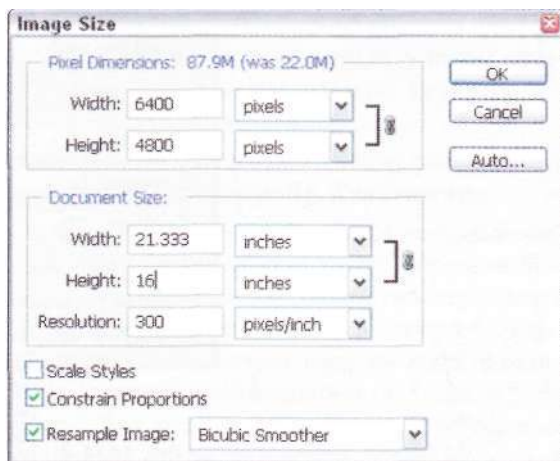 Image Size
Pixel Dimensions: 87.9M (was 22.0M)
Width: 6400 pixels
Height: 4800 pixels
OK
Cancel
Auto...
Document Size:
Width: 21.333 inches
Height: 16 inches
Resolution: 300 pixels/inch
Scale Styles
Constrain Proportions
Resample Image: Bicubic Smoother